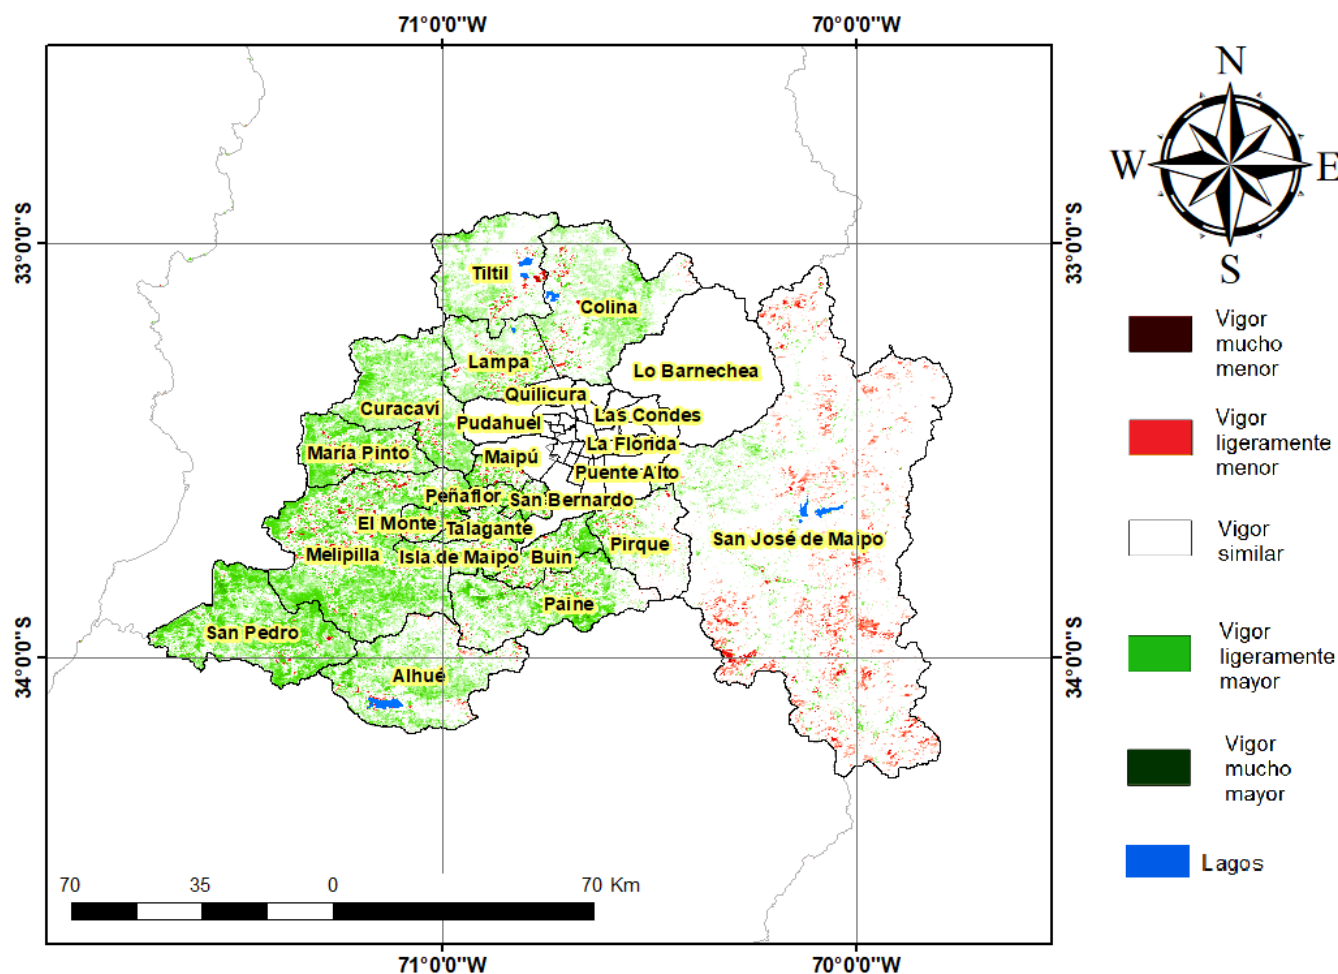 71°0'0"W
70°0'0"W
N
W
E
S
33°0'0"S
33°0'0"S
Tiltil
Colina
Lampa
Lo Barnechea
Quilicura
Curacaví
Las Condes
Pudahuel
La Florida
María Pinto
Maipú
Puente Alto
Peñaflor
San Bernardo
El Monte
Talagante
San José de Maipo
Pirque
Melipilla
Isla de Maipo
Buin
Paine
San Pedro
34°0'0"S
34°0'0"S
Alhué
Vigor
mucho
menor
Vigor
ligeramente
menor
Vigor
similar
Vigor
ligeramente
mayor
Vigor
mucho
mayor
Lagos
70
35
0
70 Km
71°0'0"W
70°0'0"W